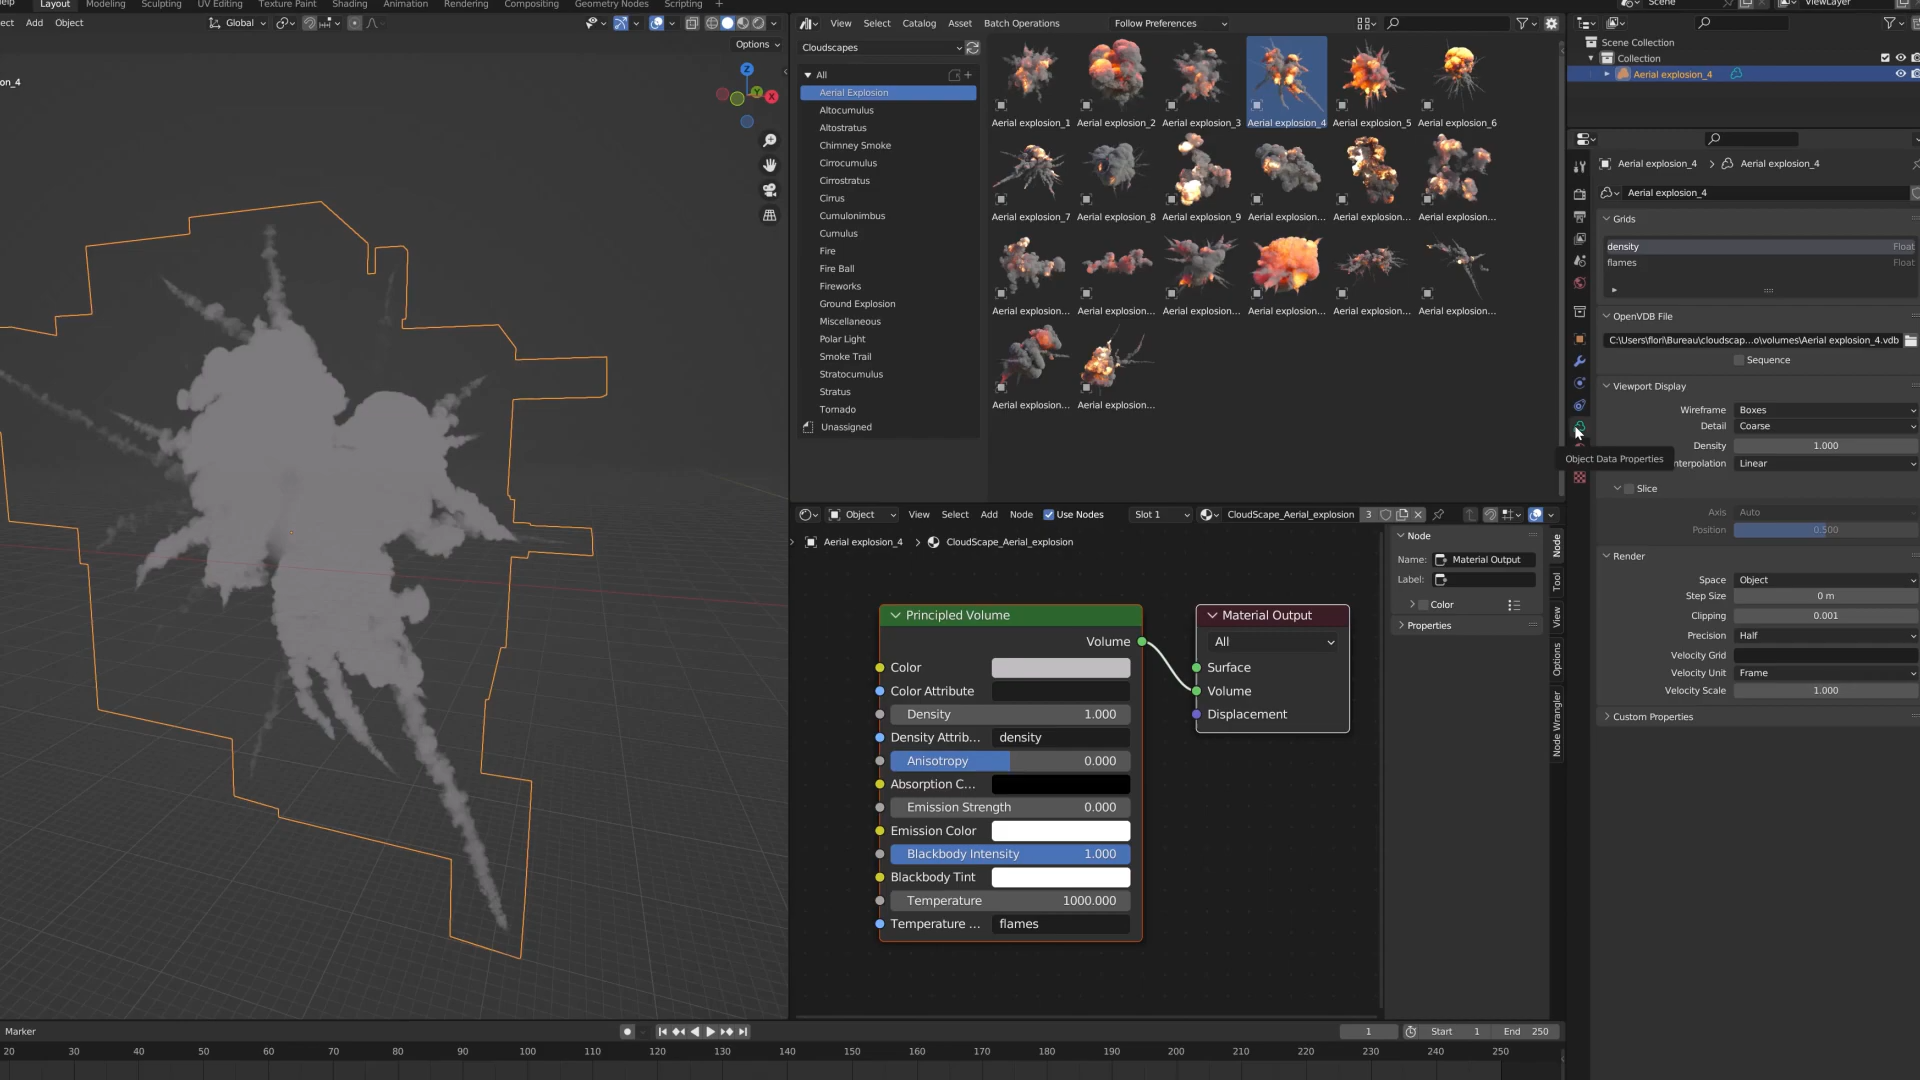 elp
Layout
Modeling
Sculpting
UV Editing
Texture Paint
Shading
Animation
Rendering
Compositing
Geometry Nodes
Scripting
+
Scene
ViewLayer
ect
Add
Object
Global
View
Select
Catalog
Asset
Batch Operations
Follow Preferences
Options
Cloudscapes
Scene Collection
Collection
Aerial explosion_4
on_4
Z
Y
X
All
Aerial Explosion
Altocumulus
Altostratus
Chimney Smoke
Cirrocumulus
Cirrostratus
Cirrus
Cumulonimbus
Cumulus
Fire
Fire Ball
Fireworks
Ground Explosion
Miscellaneous
Polar Light
Smoke Trail
Stratocumulus
Stratus
Tornado
Unassigned
Aerial explosion_1
Aerial explosion_2
Aerial explosion_3
Aerial explosion_4
Aerial explosion_5
Aerial explosion_6
Aerial explosion_7
Aerial explosion_8
Aerial explosion_9
Aerial explosion...
Aerial explosion...
Aerial explosion...
Aerial explosion...
Aerial explosion...
Aerial explosion...
Aerial explosion...
Aerial explosion...
Aerial explosion...
Aerial explosion...
Aerial explosion...
Aerial explosion_4 > Aerial explosion_4
Aerial explosion_4
Grids
density Float
flames Float
OpenVDB File
C:\Users\flori\Bureau\cloudscap...o\volumes\Aerial explosion_4.vdb
Sequence
Viewport Display
Wireframe Boxes
Detail Coarse
Density 1.000
Object Data Properties
nterpolation Linear
Slice
Axis Auto
Position 0.500
Render
Space Object
Step Size 0 m
Clipping 0.001
Precision Half
Velocity Grid
Velocity Unit Frame
Velocity Scale 1.000
Custom Properties
Object
View
Select
Add
Node
Use Nodes
Slot 1
CloudScape_Aerial_explosion
3
Aerial explosion_4 > CloudScape_Aerial_explosion
Node
Name: Material Output
Label:
Color
Properties
Node
Tool
View
Options
Node Wrangler
Principled Volume
Volume
Color
Color Attribute
Density 1.000
Density Attrib... density
Anisotropy 0.000
Absorption C...
Emission Strength 0.000
Emission Color
Blackbody Intensity 1.000
Blackbody Tint
Temperature 1000.000
Temperature ... flames
Material Output
All
Surface
Volume
Displacement
Marker
1
Start 1
End 250
20 30 40 50 60 70 80 90 100 110 120 130 140 150 160 170 180 190 200 210 220 230 240 250